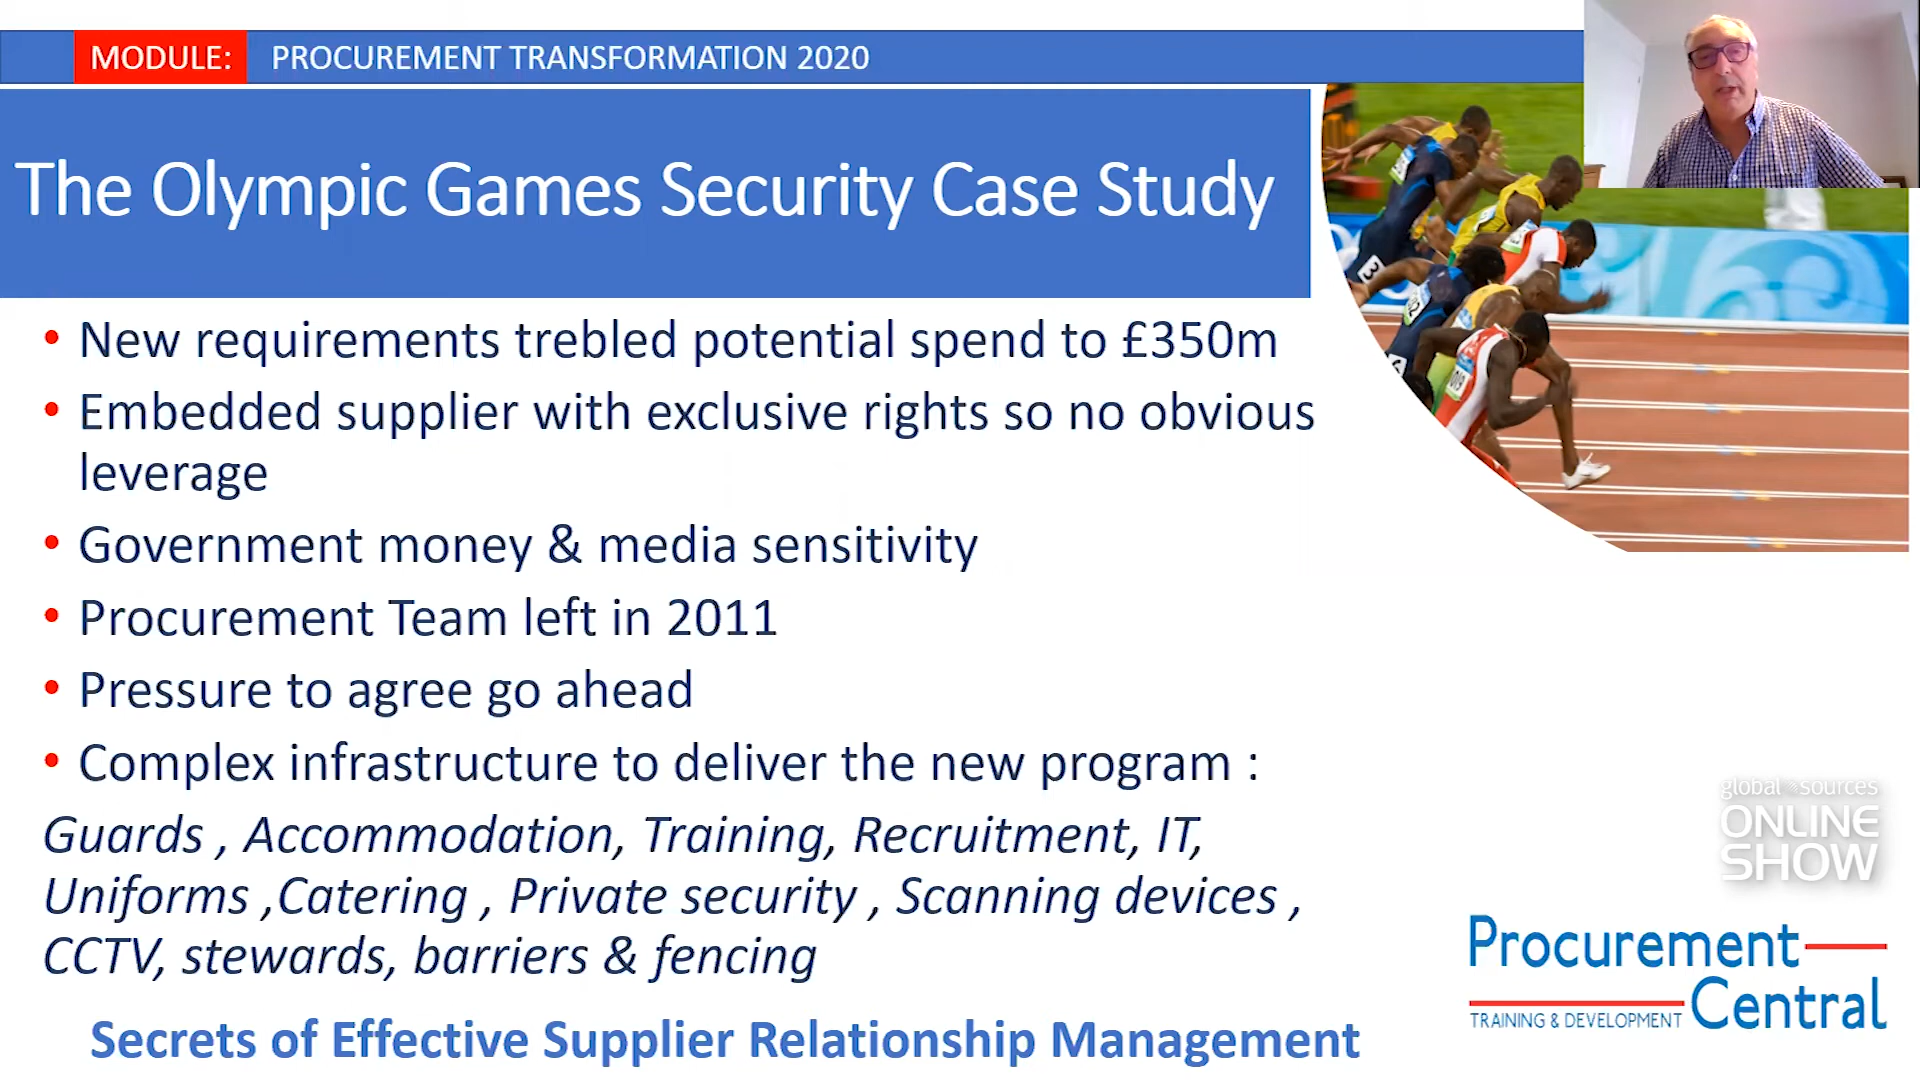 MODULE: PROCUREMENT TRANSFORMATION 2020
The Olympic Games Security Case Study
• New requirements trebled potential spend to £350m
• Embedded supplier with exclusive rights so no obvious
leverage
• Government money & media sensitivity
• Procurement Team left in 2011
• Pressure to agree go ahead
• Complex infrastructure to deliver the new program :
Guards , Accommodation, Training, Recruitment, IT,
Uniforms ,Catering , Private security , Scanning devices ,
CCTV, stewards, barriers & fencing
Secrets of Effective Supplier Relationship Management
3
global sources
ONLINE
SHOW
Procurement
Central
TRAINING & DEVELOPMENT